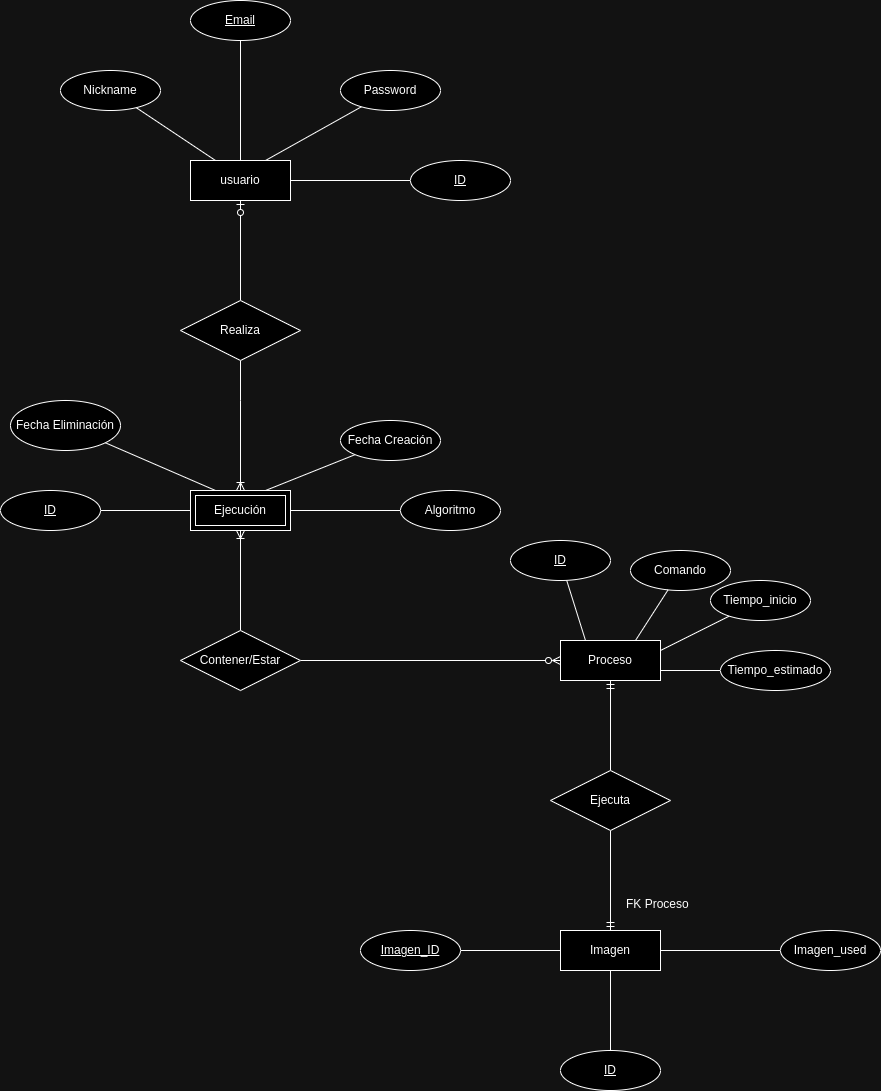 Email
Nickname
Password
usuario
ID
Realiza
Fecha Eliminación
Fecha Creación
ID
Ejecución
Algoritmo
ID
Comando
Tiempo_inicio
Contener/Estar
Proceso
Tiempo_estimado
Ejecuta
FK Proceso
Imagen_ID
Imagen
Imagen_used
ID